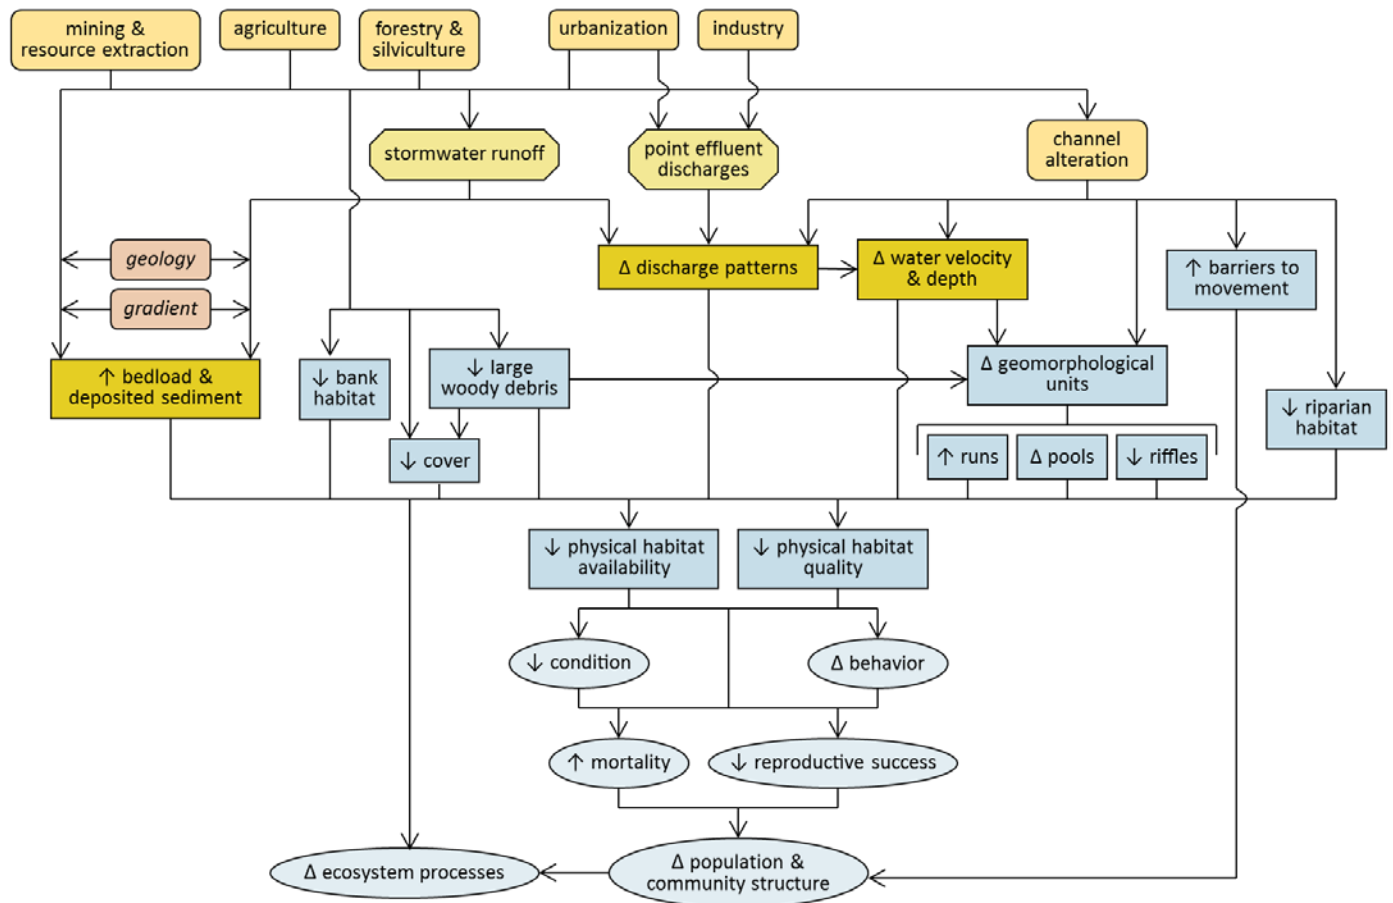 mining &
resource extraction
agriculture
forestry &
silviculture
urbanization
industry
stormwater runoff
point effluent
discharges
channel
alteration
geology
gradient
Δ discharge patterns
Δ water velocity
& depth
↑ barriers to
movement
↑ bedload &
deposited sediment
↓ bank
habitat
↓ large
woody debris
Δ geomorphological
units
↓ riparian
habitat
↓ cover
↑ runs
Δ pools
↓ riffles
↓ physical habitat
availability
↓ physical habitat
quality
↓ condition
Δ behavior
↑ mortality
↓ reproductive success
Δ ecosystem processes
Δ population &
community structure